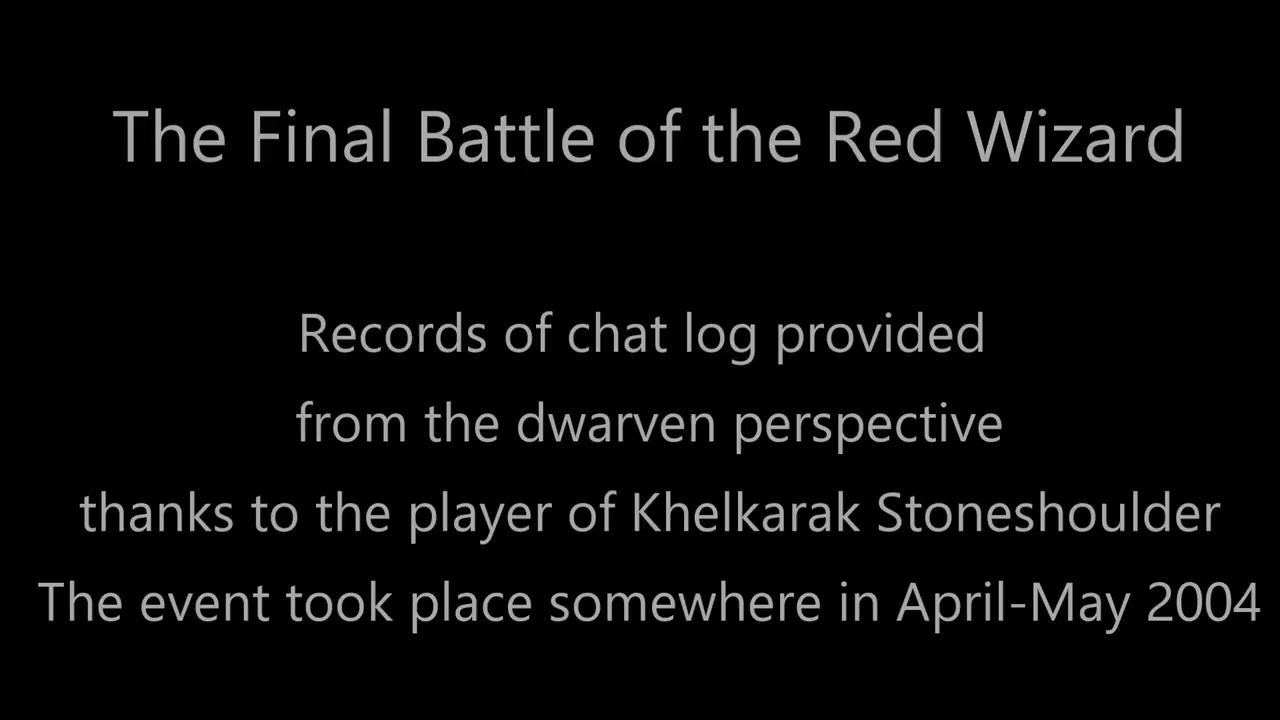 The Final Battle of the Red Wizard
Records of chat log provided
from the dwarven perspective
thanks to the player of Khelkarak Stoneshoulder
The event took place somewhere in April-May 2004